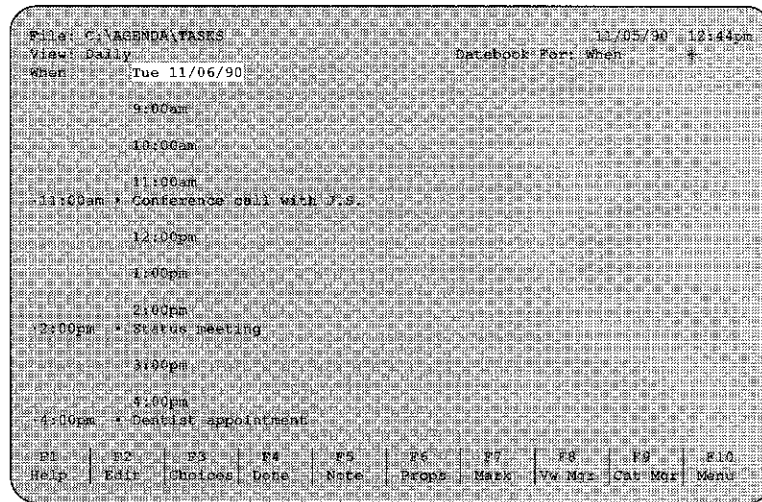 File: C:\AGENDA\TASKS 11/05/90 12:44pm
View: Daily Datebook For: When *
When Tue 11/06/90
9:00am
10:00am
11:00am
·11:00am • Conference call with J.S.
12:00pm
1:00pm
2:00pm
·2:00pm • Status meeting
3:00pm
4:00pm
·4:00pm • Dentist appointment
F1 F2 F3 F4 F5 F6 F7 F8 F9 F10
Help Edit Choices Done Note Props Mark Vw Mgr Cat Mgr Menu